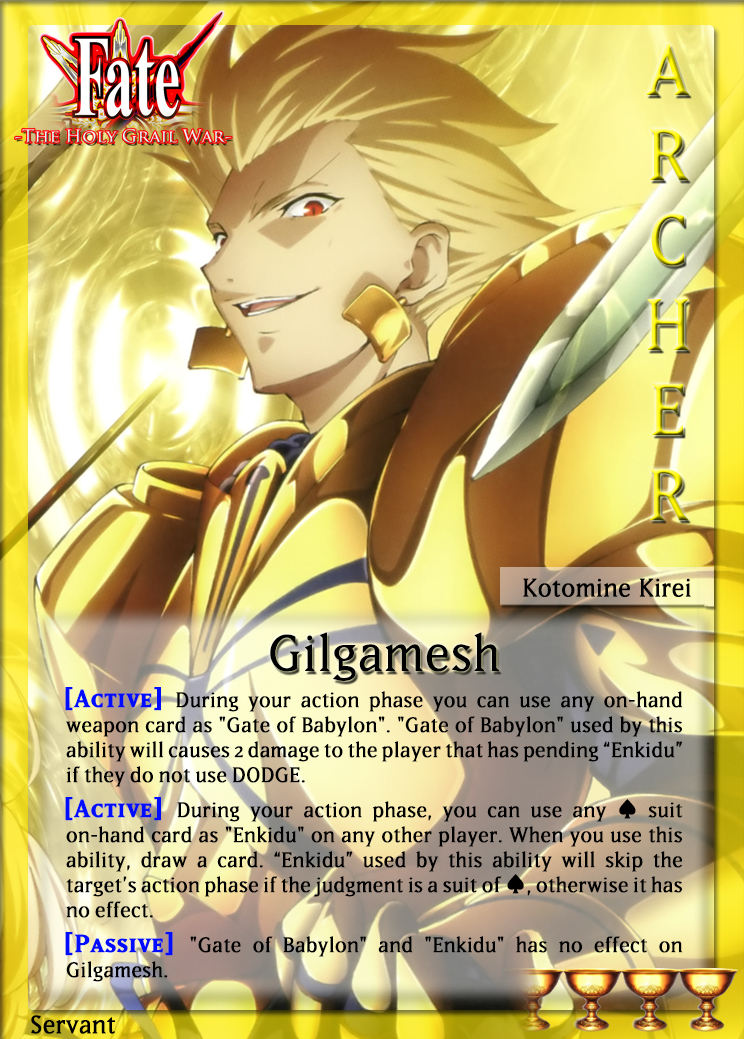 Fate
-THE HOLY GRAIL WAR-
ARCHER
Kotomine Kirei
Gilgamesh
[ACTIVE] During your action phase you can use any on-hand
weapon card as "Gate of Babylon". "Gate of Babylon" used by this
ability will causes 2 damage to the player that has pending “Enkidu”
if they do not use DODGE.
[ACTIVE] During your action phase, you can use any ♠ suit
on-hand card as "Enkidu" on any other player. When you use this
ability, draw a card. “Enkidu” used by this ability will skip the
target's action phase if the judgment is a suit of ♠, otherwise it has
no effect.
[PASSIVE] "Gate of Babylon" and "Enkidu" has no effect on
Gilgamesh.
Servant